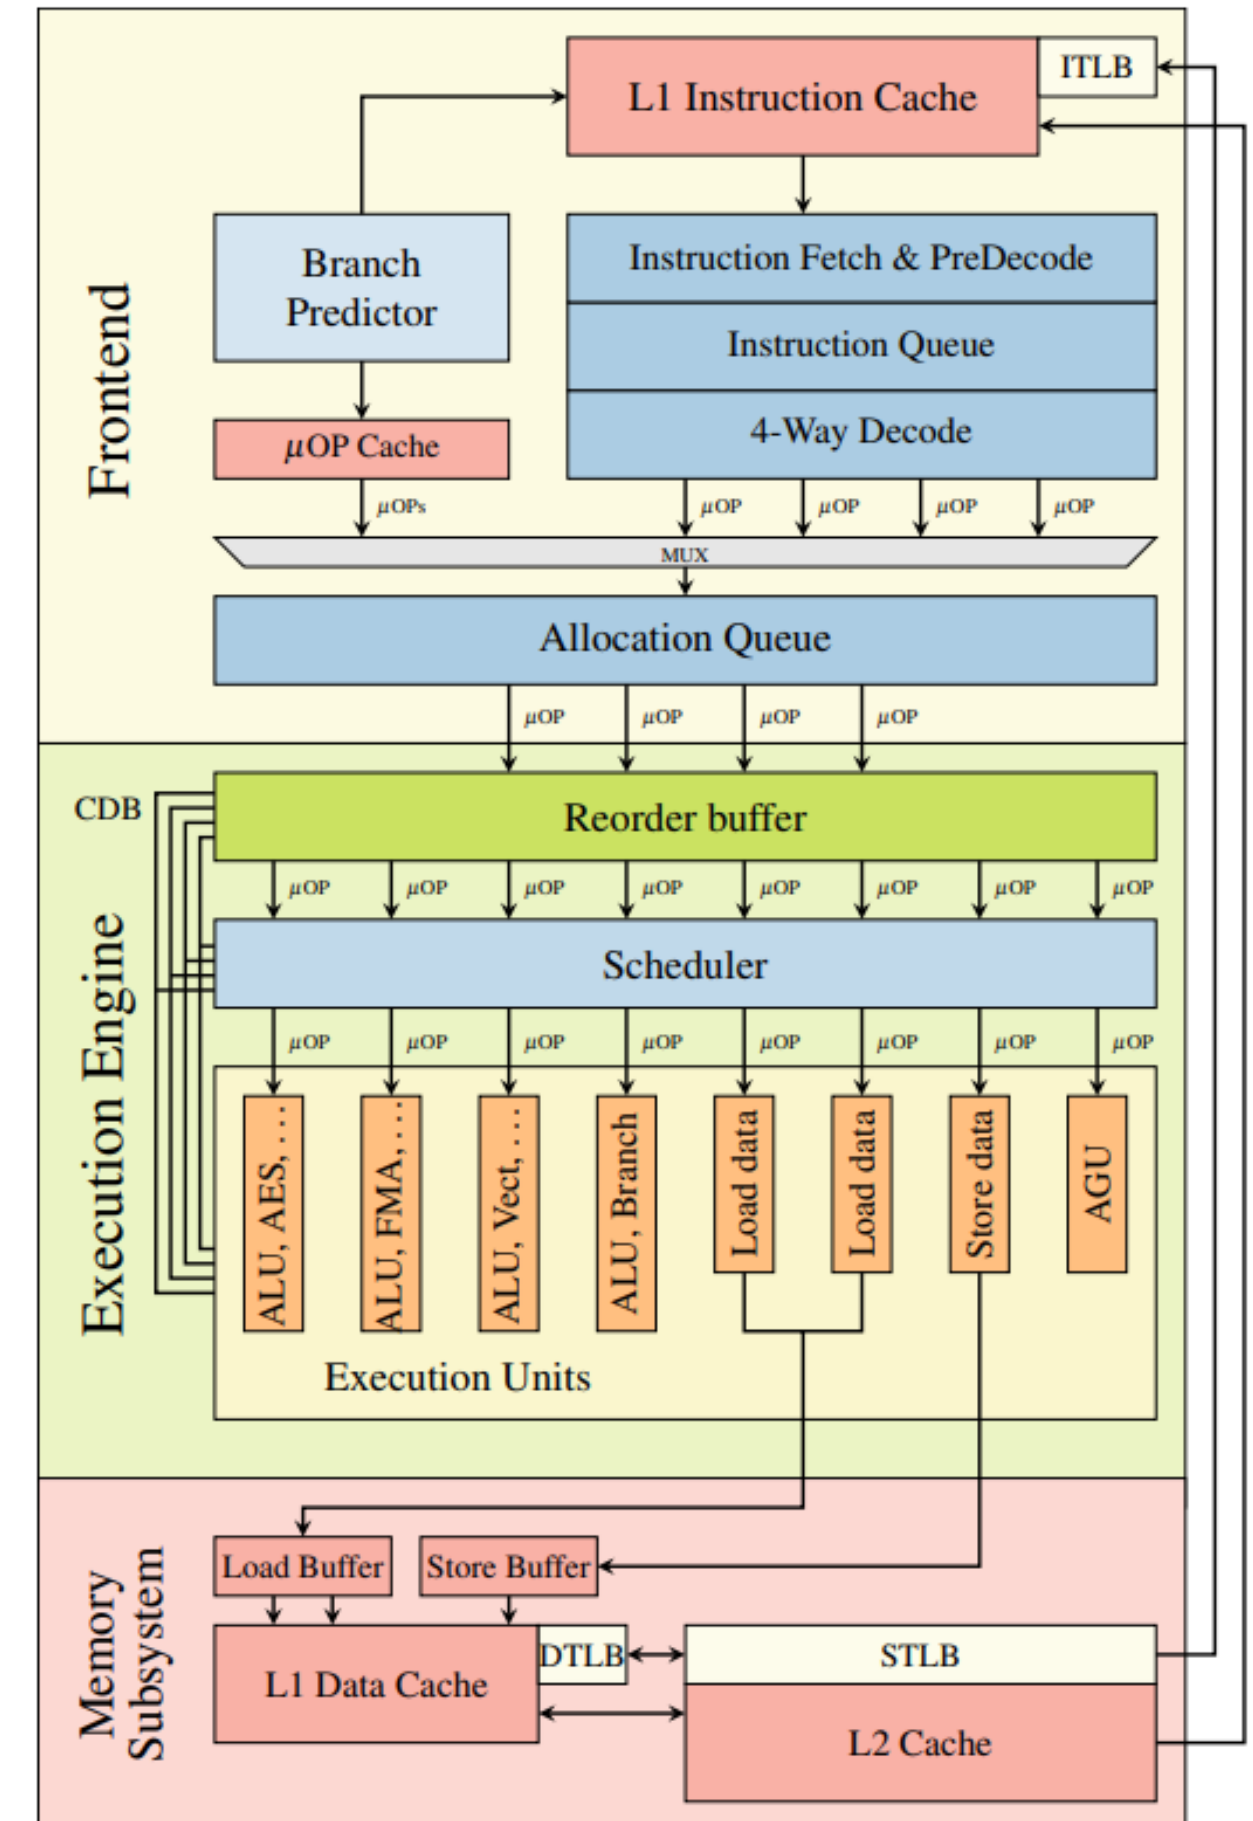 ITLB
L1 Instruction Cache
Branch
Predictor
Instruction Fetch & PreDecode
Instruction Queue
4-Way Decode
Frontend
μOP Cache
μOPs
μOP
μOP
μOP
μOP
MUX
Allocation Queue
μOP
μOP
μOP
μOP
CDB
Reorder buffer
μOP
μOP
μOP
μOP
μOP
μOP
μOP
μOP
Execution Engine
Scheduler
μOP
μOP
μOP
μOP
μOP
μOP
μOP
μOP
ALU, AES, ...
ALU, FMA, ...
ALU, Vect, ...
ALU, Branch
Load data
Load data
Store data
AGU
Execution Units
Memory
Subsystem
Load Buffer
Store Buffer
L1 Data Cache
DTLB
STLB
L2 Cache